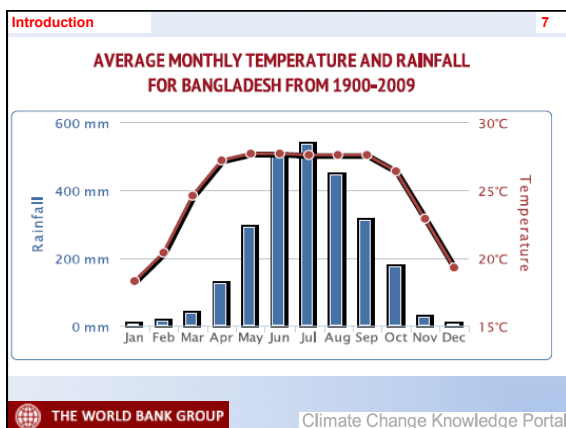 Introduction 7
AVERAGE MONTHLY TEMPERATURE AND RAINFALL
FOR BANGLADESH FROM 1900-2009
600 mm 30°C
400 mm 25°C
200 mm 20°C
0 mm 15°C
Rainfall
Temperature
Jan Feb Mar Apr May Jun Jul Aug Sep Oct Nov Dec
THE WORLD BANK GROUP Climate Change Knowledge Portal